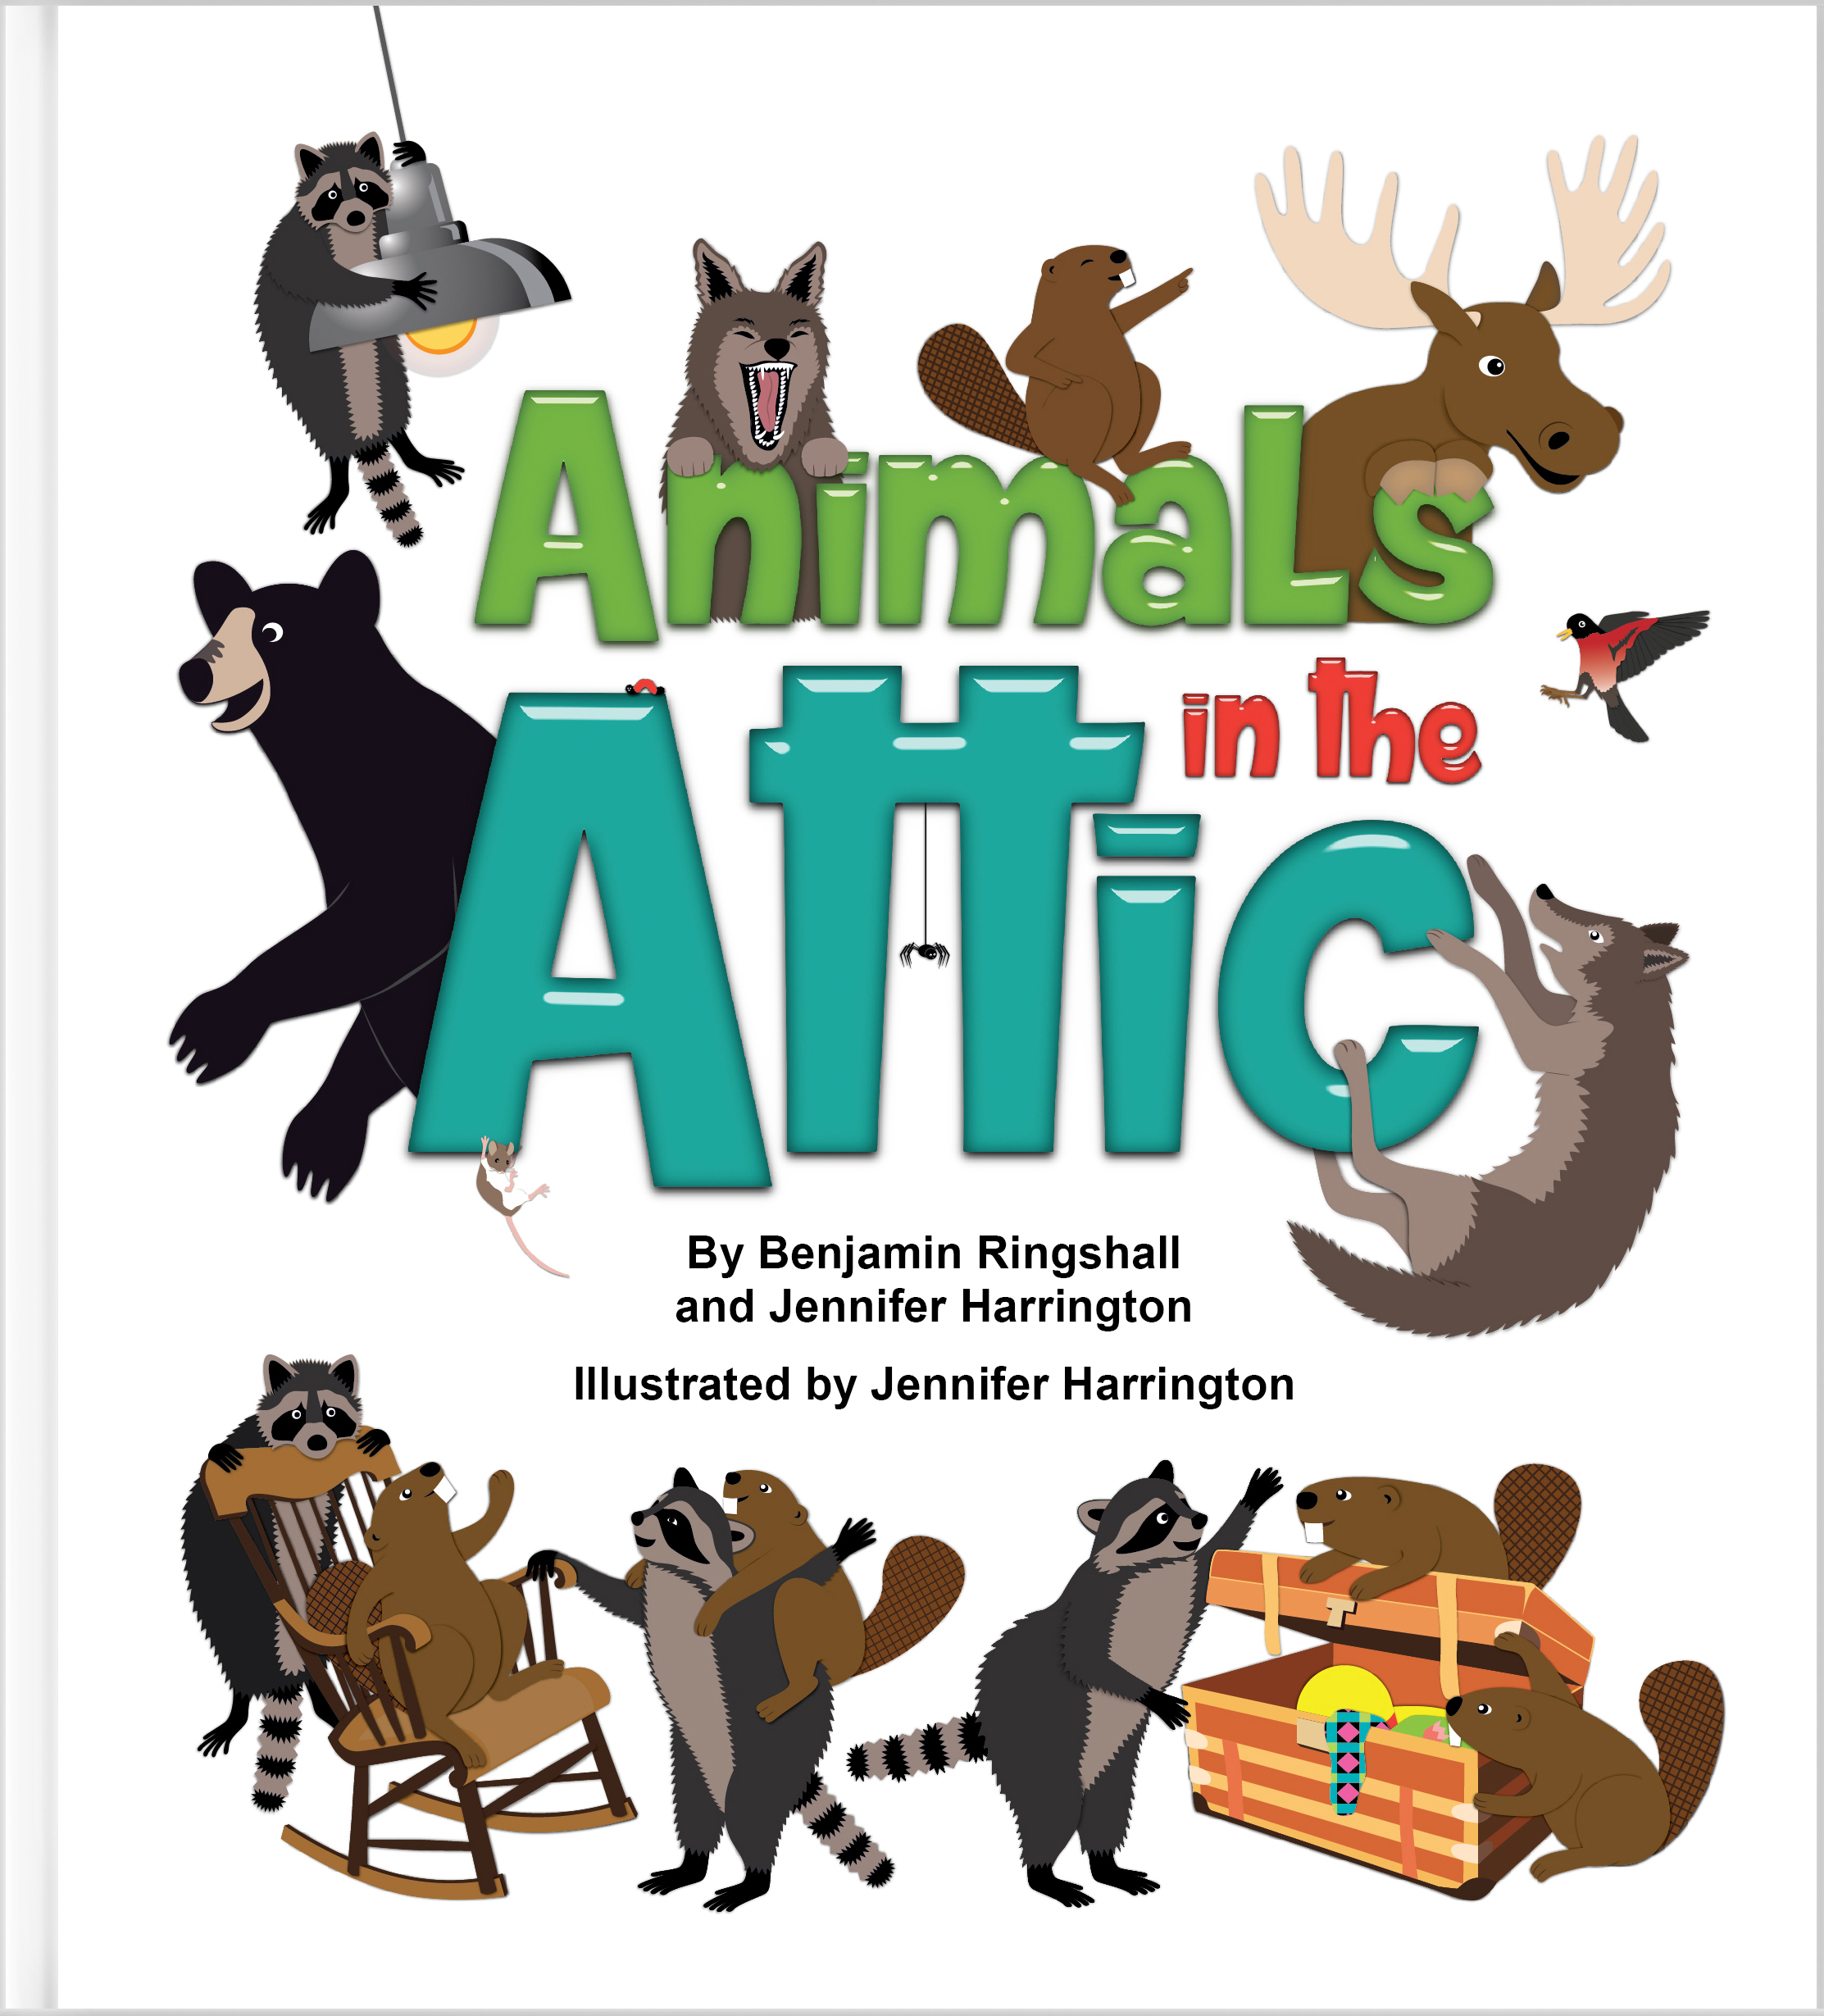 Animals
in the
Attic
By Benjamin Ringshall
and Jennifer Harrington
Illustrated by Jennifer Harrington